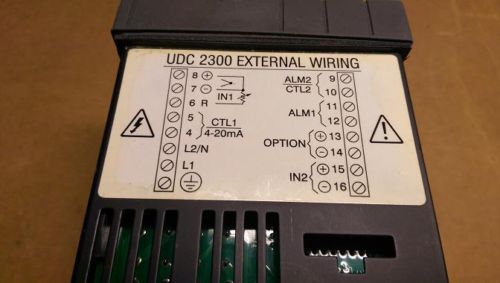 UDC 2300 EXTERNAL WIRING
8 +
7 -
IN1
6 R
5 CTL1
4 4-20mA
L2/N
L1
ALM2 9
CTL2 10
ALM1 11
12
OPTION + 13
- 14
IN2 + 15
- 16